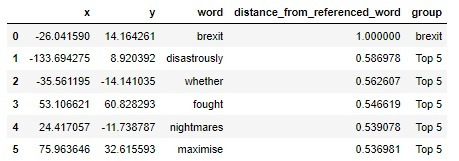 x y word distance_from_referenced_word group
0 -26.041590 14.164261 brexit 1.000000 brexit
1 -133.694275 8.920392 disastrously 0.586978 Top 5
2 -35.561195 -14.141035 whether 0.562607 Top 5
3 53.106621 60.828293 fought 0.546619 Top 5
4 24.417057 -11.738787 nightmares 0.539078 Top 5
5 75.963646 32.615593 maximise 0.536981 Top 5